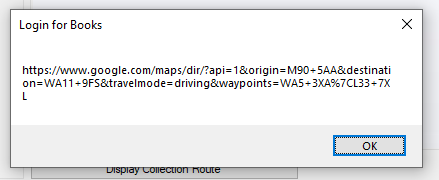 Login for Books
https://www.google.com/maps/dir/?api=1&origin=M90+5AA&destinati
on=WA11+9FS&travelmode=driving&waypoints=WA5+3XA%7CL33+7X
L
OK
Display Collection Route